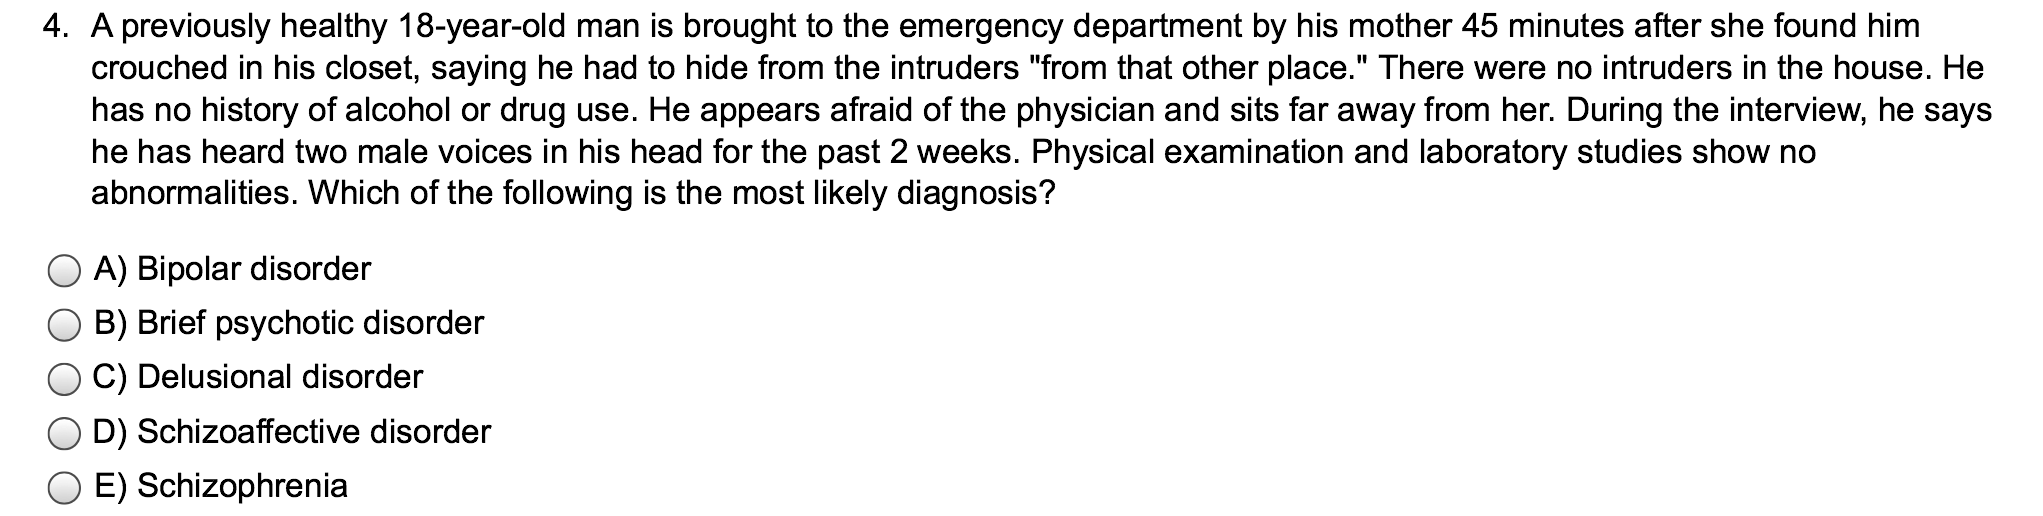 4. A previously healthy 18-year-old man is brought to the emergency department by his mother 45 minutes after she found him
crouched in his closet, saying he had to hide from the intruders "from that other place." There were no intruders in the house. He
has no history of alcohol or drug use. He appears afraid of the physician and sits far away from her. During the interview, he says
he has heard two male voices in his head for the past 2 weeks. Physical examination and laboratory studies show no
abnormalities. Which of the following is the most likely diagnosis?
A) Bipolar disorder
B) Brief psychotic disorder
C) Delusional disorder
D) Schizoaffective disorder
E) Schizophrenia